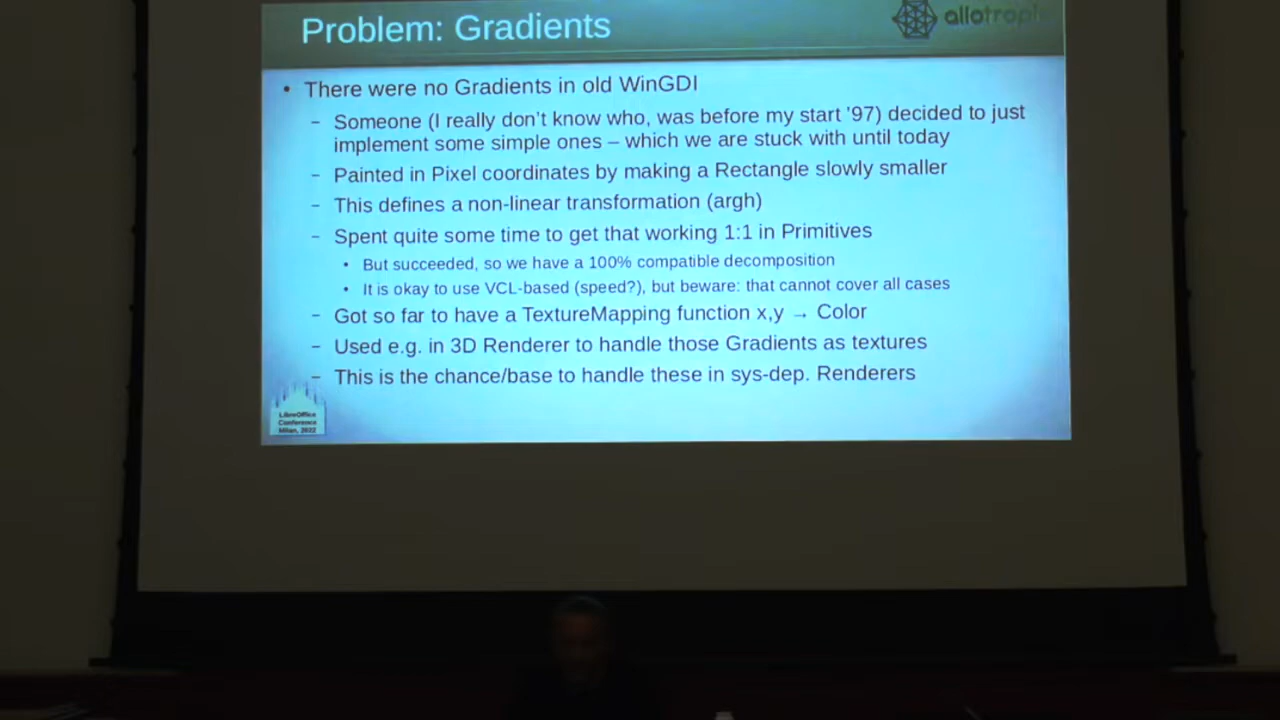 Problem: Gradients
allotropi
• There were no Gradients in old WinGDI
– Someone (I really don't know who, was before my start '97) decided to just
implement some simple ones – which we are stuck with until today
– Painted in Pixel coordinates by making a Rectangle slowly smaller
– This defines a non-linear transformation (argh)
– Spent quite some time to get that working 1:1 in Primitives
• But succeeded, so we have a 100% compatible decomposition
• It is okay to use VCL-based (speed?), but beware: that cannot cover all cases
– Got so far to have a TextureMapping function x,y → Color
– Used e.g. in 3D Renderer to handle those Gradients as textures
– This is the chance/base to handle these in sys-dep. Renderers
LibreOffice
Conference
Milan, 2022